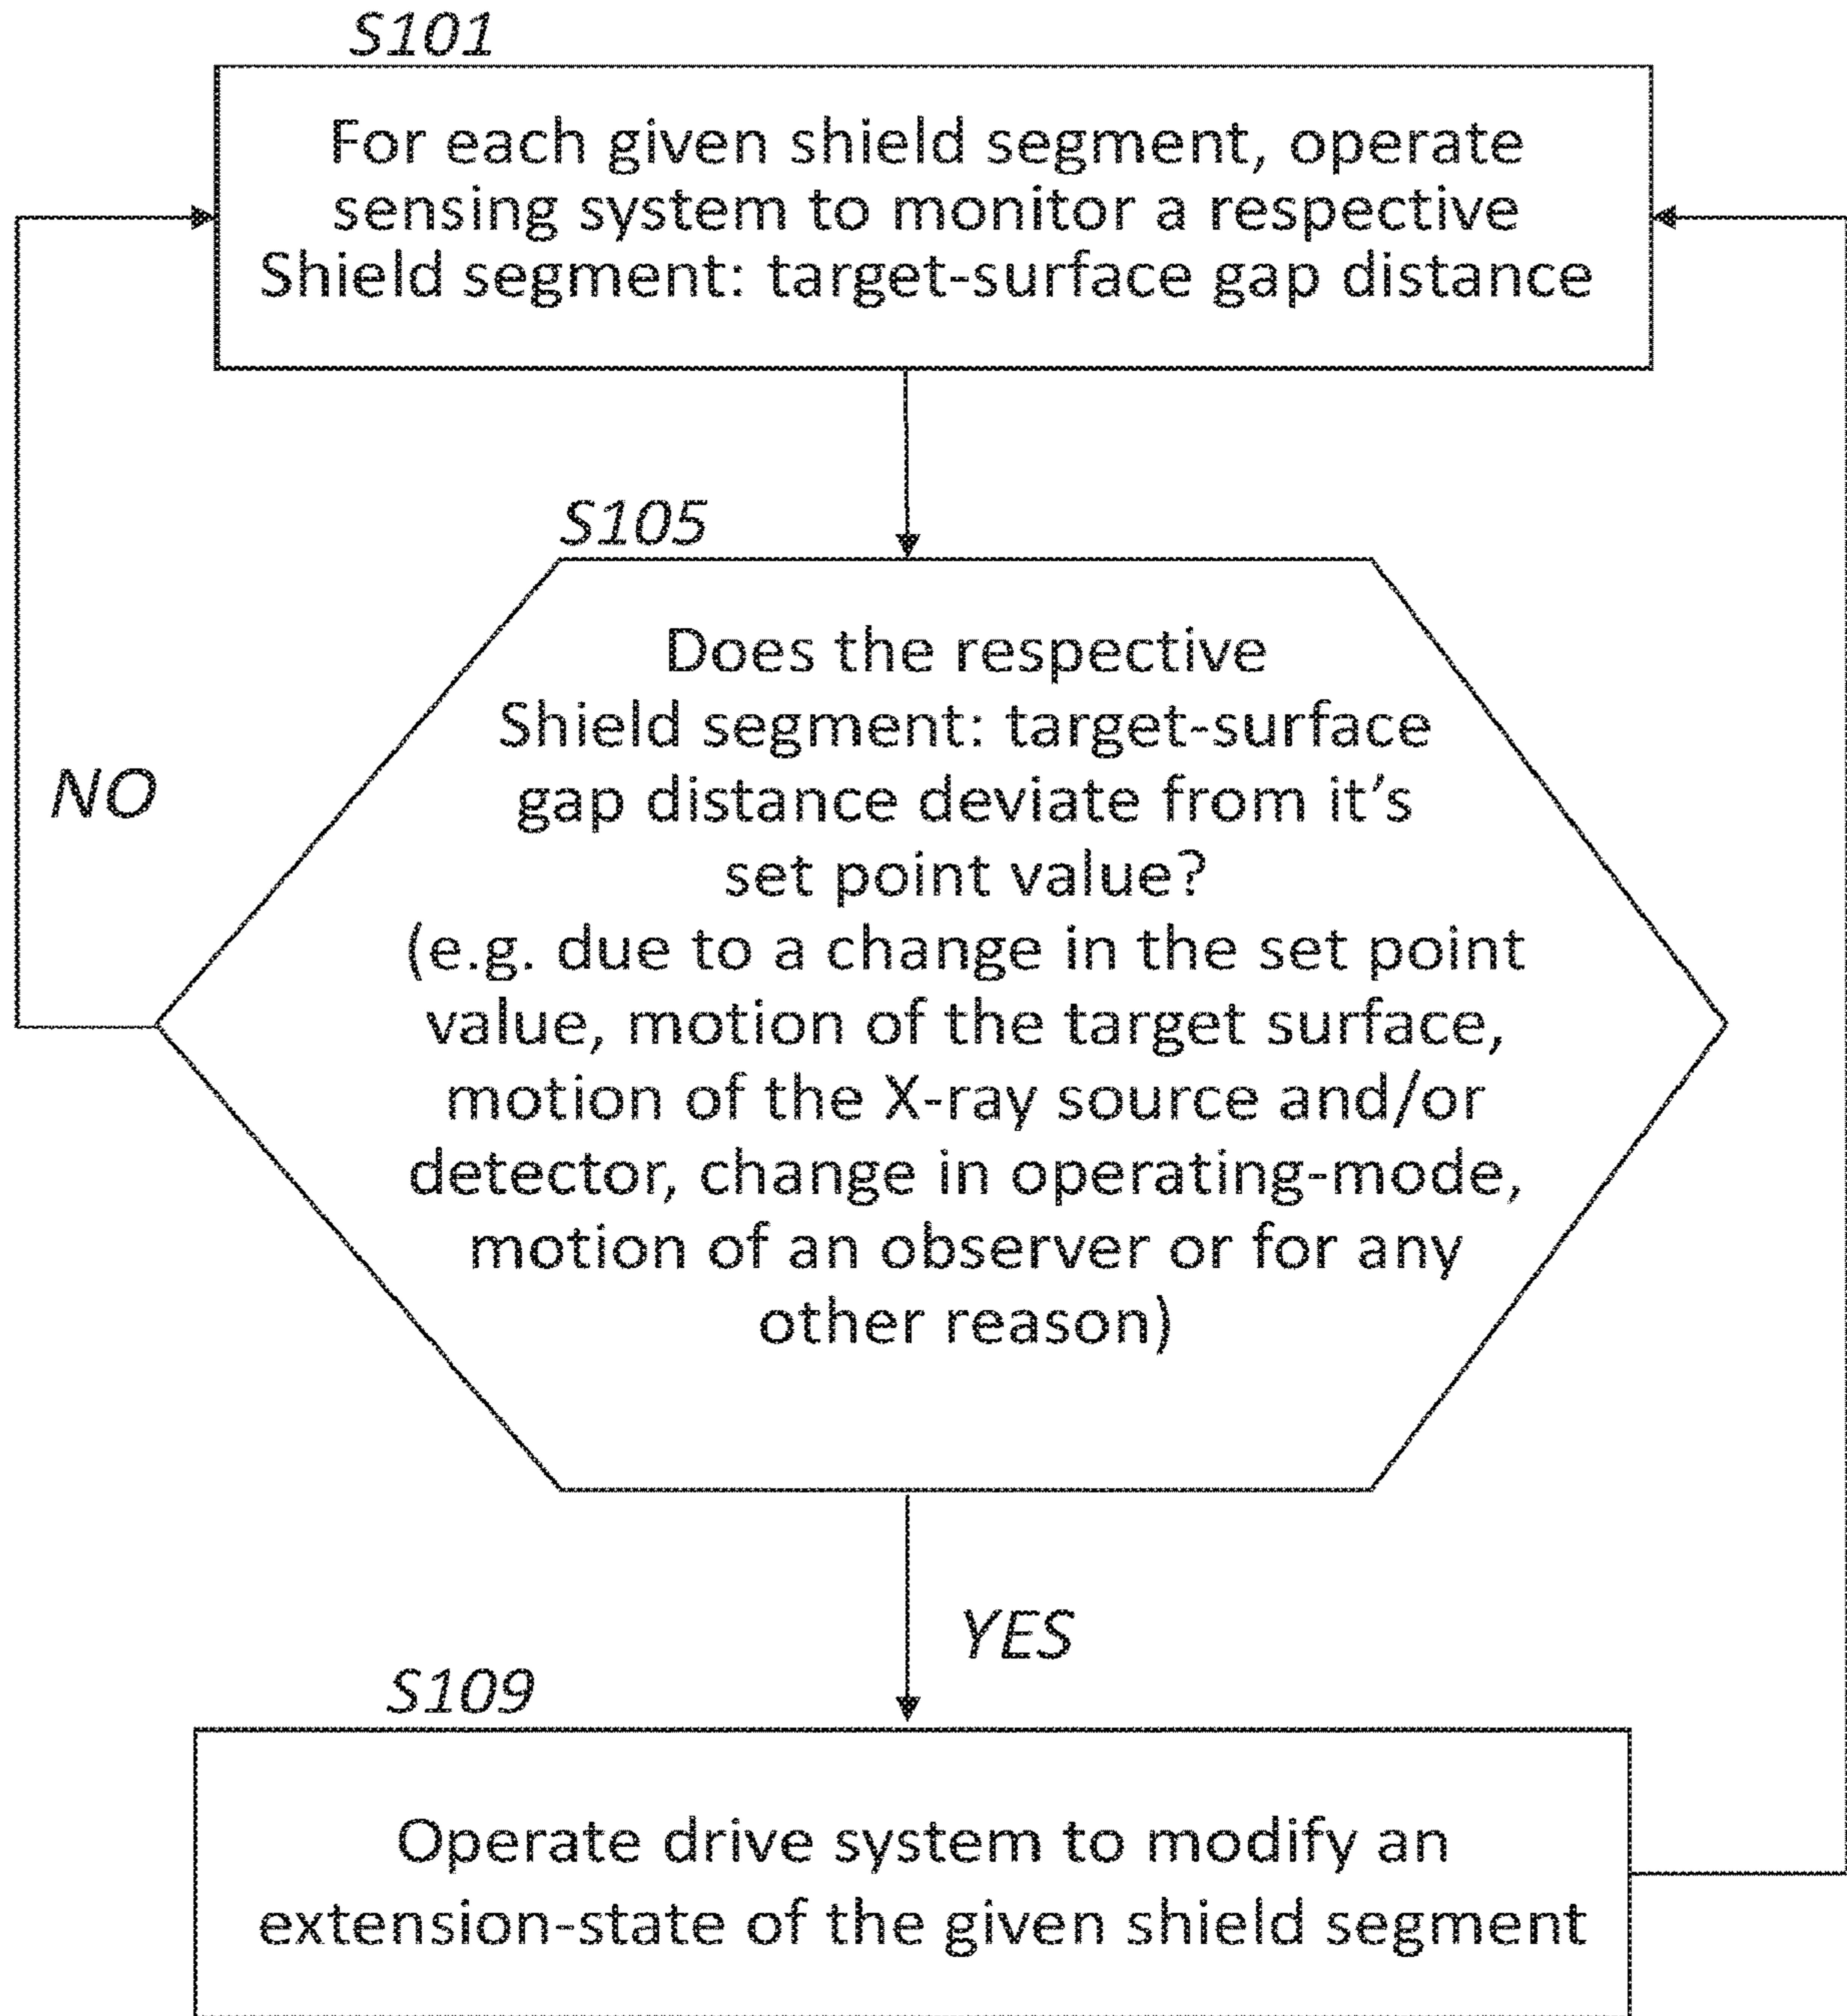 S101
For each given shield segment, operate
sensing system to monitor a respective
Shield segment: target-surface gap distance
S105
Does the respective
Shield segment: target-surface
gap distance deviate from it’s
set point value?
(e.g. due to a change in the set point
value, motion of the target surface,
motion of the X-ray source and/or
detector, change in operating-mode,
motion of an observer or for any
other reason)
NO
YES
S109
Operate drive system to modify an
extension-state of the given shield segment